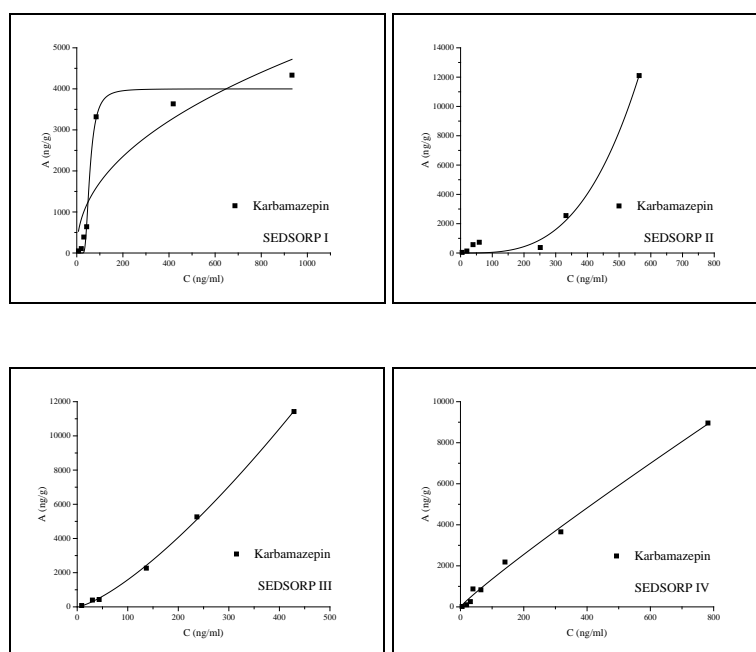 5000
4000
3000
2000
1000
0
A (ng/g)
0 200 400 600 800 1000
C (ng/ml)
Karbamazepin
SEDSORP I
14000
12000
10000
8000
6000
4000
2000
0
A (ng/g)
0 100 200 300 400 500 600 700 800
C (ng/ml)
Karbamazepin
SEDSORP II
12000
10000
8000
6000
4000
2000
0
A (ng/g)
0 100 200 300 400 500
C (ng/ml)
Karbamazepin
SEDSORP III
10000
8000
6000
4000
2000
0
A (ng/g)
0 200 400 600 800
C (ng/ml)
Karbamazepin
SEDSORP IV